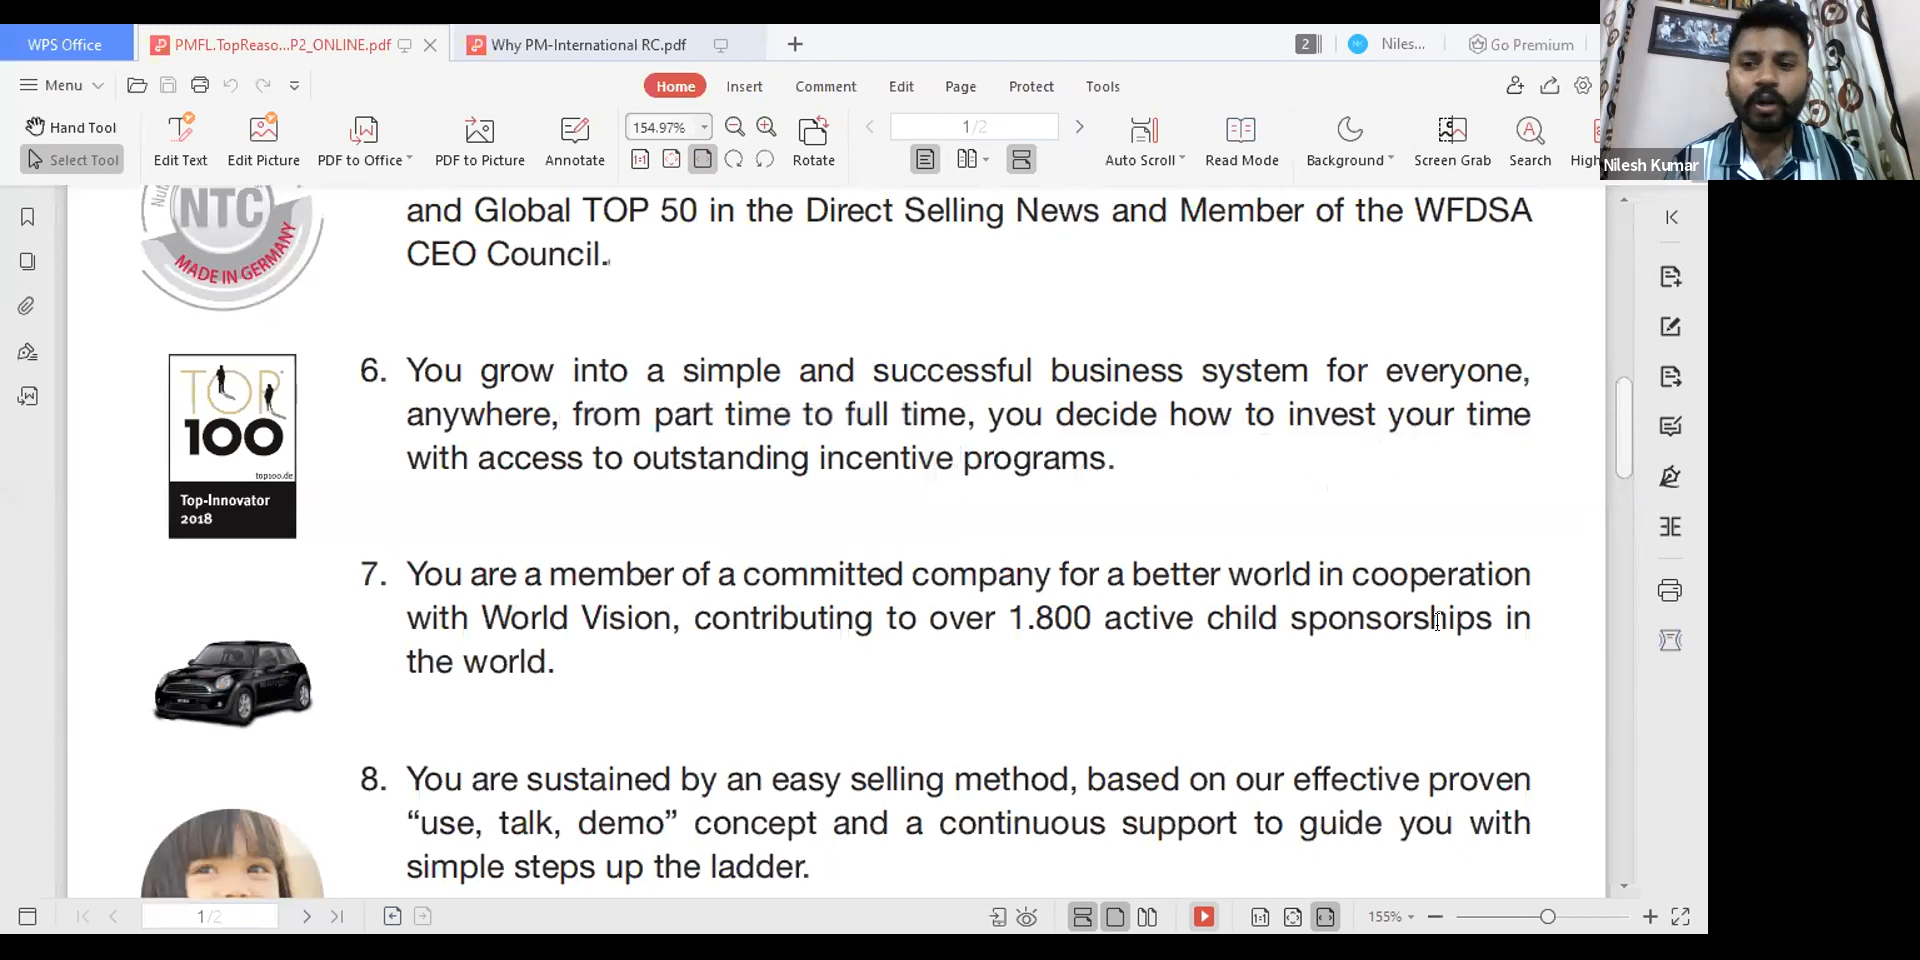 WPS Office
PMFL.TopReaso...P2_ONLINE.pdf
Why PM-International RC.pdf
2
Niles...
Go Premium
Menu
Home
Insert
Comment
Edit
Page
Protect
Tools
Hand Tool
Select Tool
Edit Text
Edit Picture
PDF to Office
PDF to Picture
Annotate
154.97%
Rotate
1/2
Auto Scroll
Read Mode
Background
Screen Grab
Search
Nilesh Kumar
NTC
MADE IN GERMANY
and Global TOP 50 in the Direct Selling News and Member of the WFDSA
CEO Council.
TOP
100
top100.de
Top-Innovator
2018
6. You grow into a simple and successful business system for everyone,
anywhere, from part time to full time, you decide how to invest your time
with access to outstanding incentive programs.
7. You are a member of a committed company for a better world in cooperation
with World Vision, contributing to over 1.800 active child sponsorships in
the world.
8. You are sustained by an easy selling method, based on our effective proven
“use, talk, demo” concept and a continuous support to guide you with
simple steps up the ladder.
1/2
155%